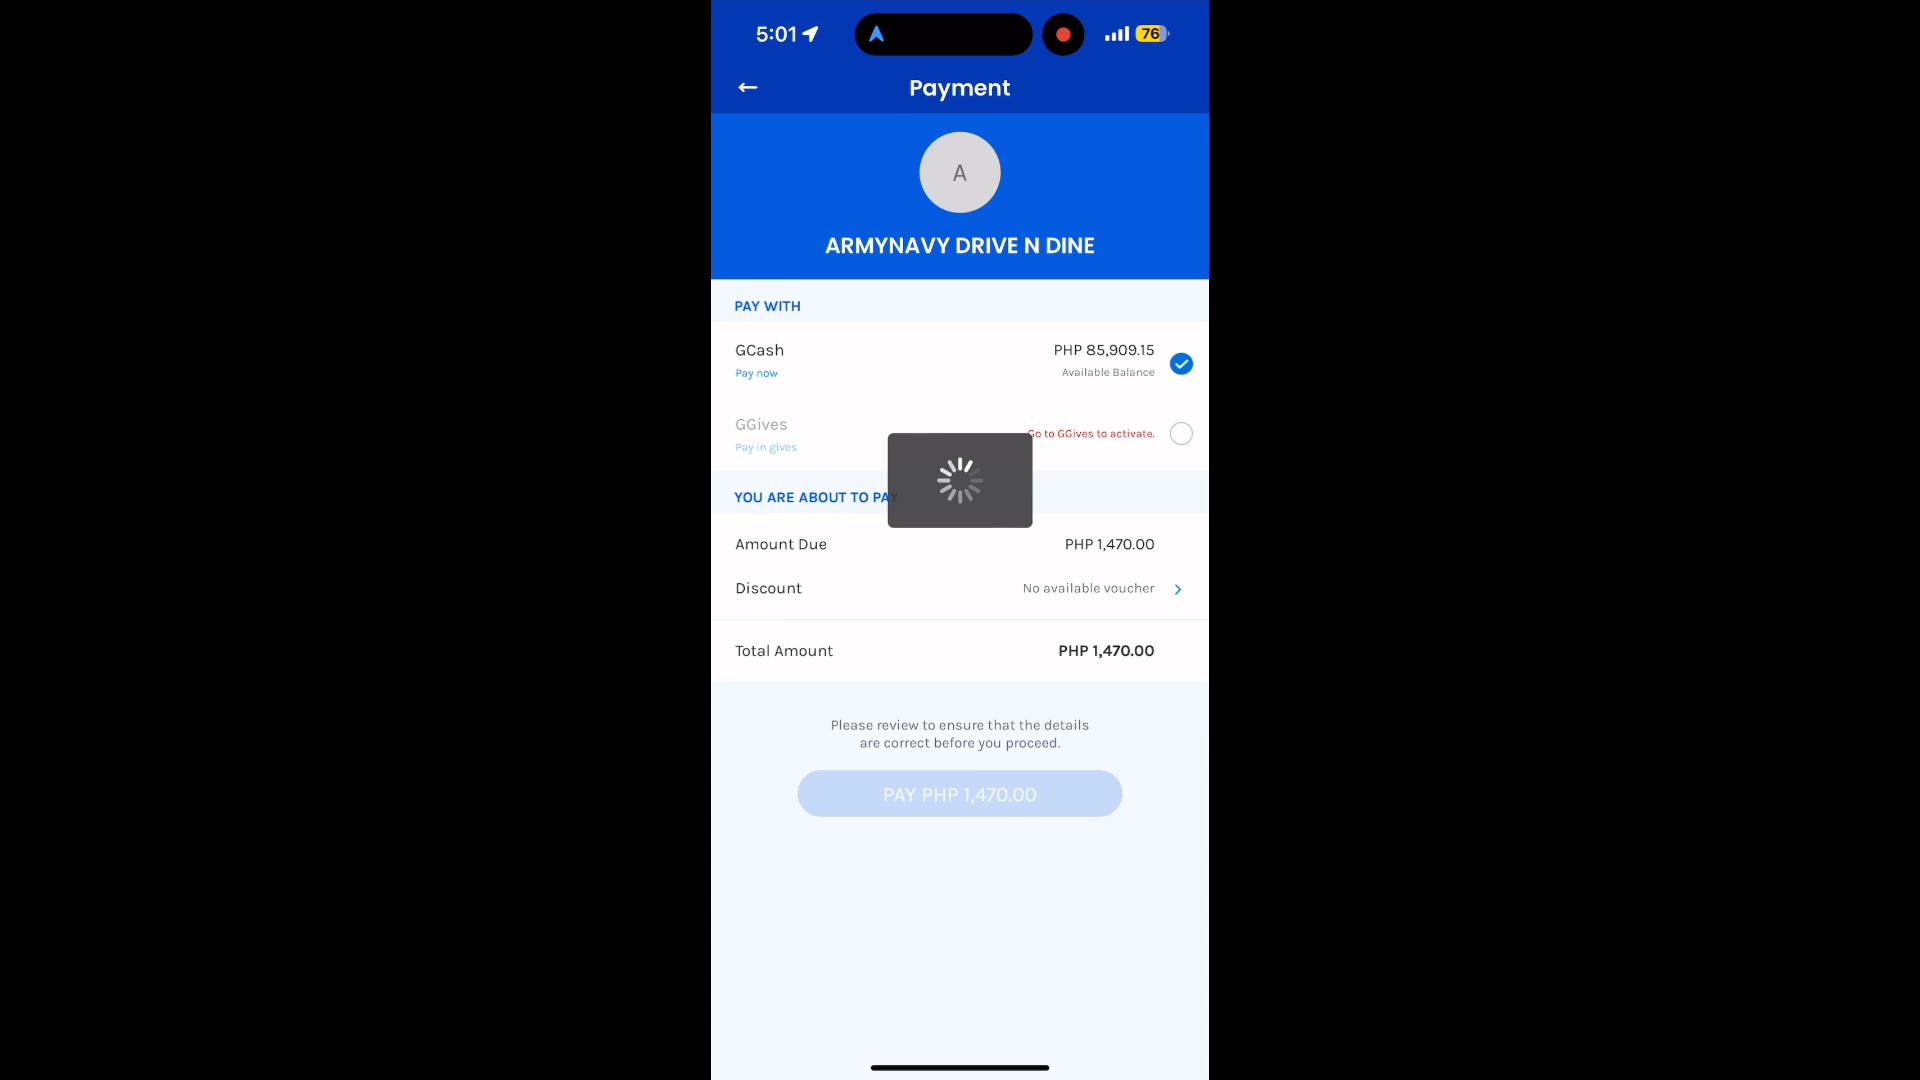 5:01
76
Payment
A
ARMYNAVY DRIVE N DINE
PAY WITH
GCash
PHP 85,909.15
Pay now
Available Balance
GGives
Go to GGives to activate.
Pay in gives
YOU ARE ABOUT TO PAY
Amount Due
PHP 1,470.00
Discount
No available voucher
Total Amount
PHP 1,470.00
Please review to ensure that the details
are correct before you proceed.
PAY PHP 1,470.00